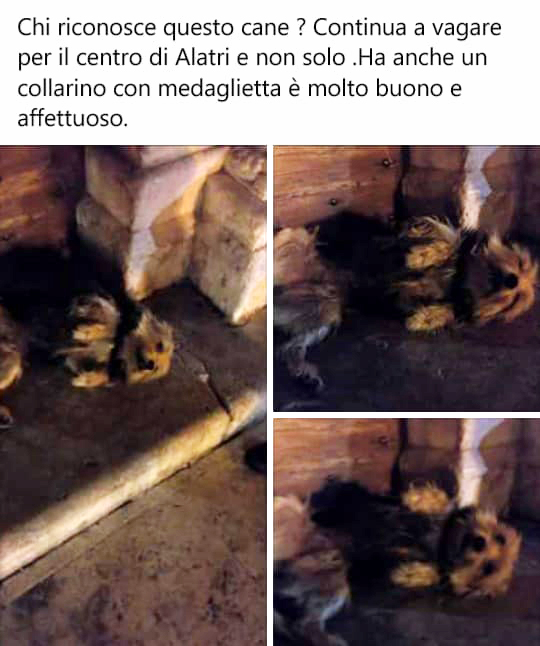 Chi riconosce questo cane ? Continua a vagare
per il centro di Alatri e non solo .Ha anche un
collarino con medaglietta è molto buono e
affettuoso.